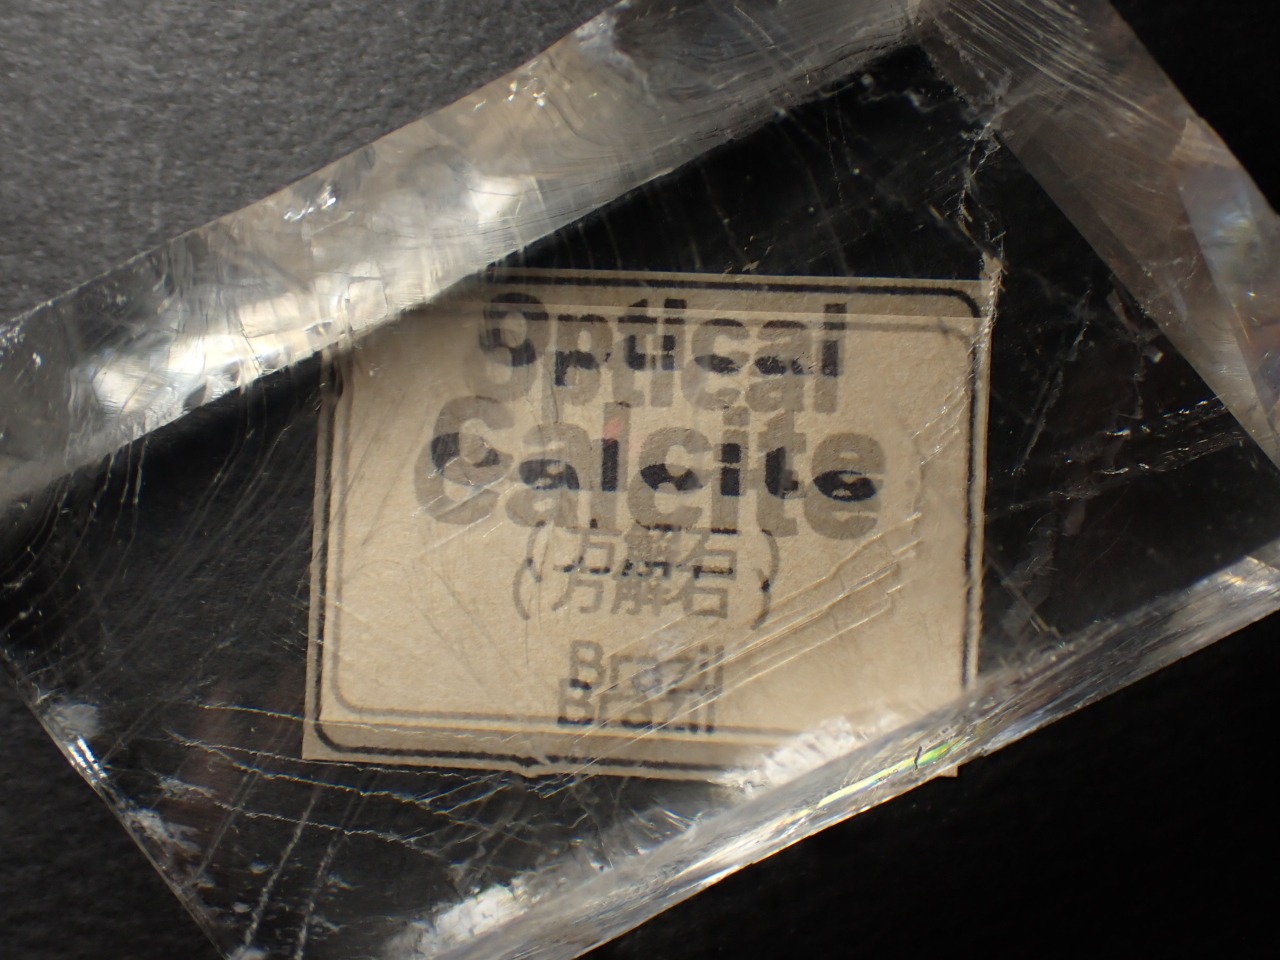 Optical
Calcite
(方解石)
Brazil